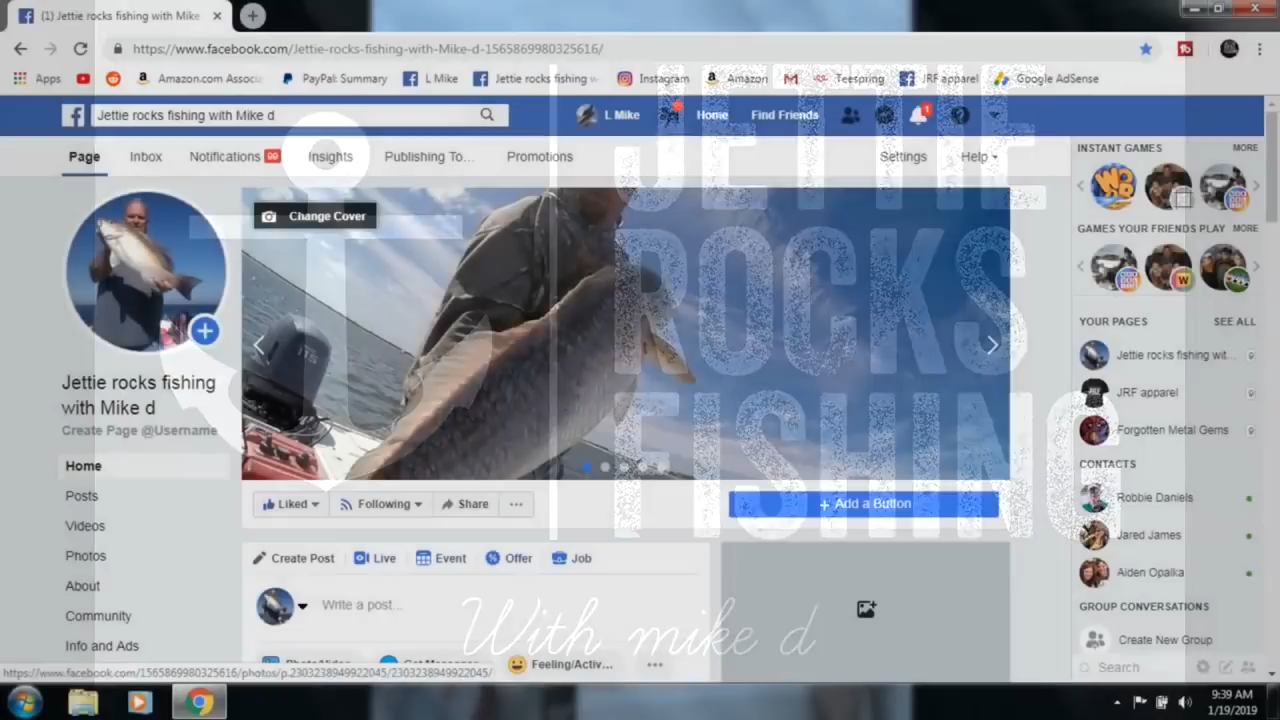 (1) Jettie rocks fishing with Mike
https://www.facebook.com/Jettie-rocks-fishing-with-Mike-d-1565869980325616/
Apps
Amazon.com Associ
PayPal: Summary
L Mike
Jettie rocks fishing w
Instagram
Amazon
Teespring
JRF apparel
Google AdSense
Jettie rocks fishing with Mike d
L Mike
Home
Find Friends
1
Page
Inbox
Notifications 99
Insights
Publishing To...
Promotions
Settings
Help
Change Cover
JETTIE
ROCKS
FISHING
With mike d
115
Jettie rocks fishing
with Mike d
Create Page @Username
Home
Posts
Videos
Photos
About
Community
Info and Ads
Liked
Following
Share
+ Add a Button
Create Post
Live
Event
Offer
Job
Write a post...
Photo/Video
Get Messages
Feeling/Activ...
INSTANT GAMES
MORE
GAMES YOUR FRIENDS PLAY
MORE
YOUR PAGES
SEE ALL
Jettie rocks fishing wit...
JRF apparel
Forgotten Metal Gems
CONTACTS
Robbie Daniels
Jared James
Aiden Opalka
GROUP CONVERSATIONS
Create New Group
Search
https://www.facebook.com/1565869980325616/photos/p.2303238949922045/2303238949922045/
9:39 AM
1/19/2019